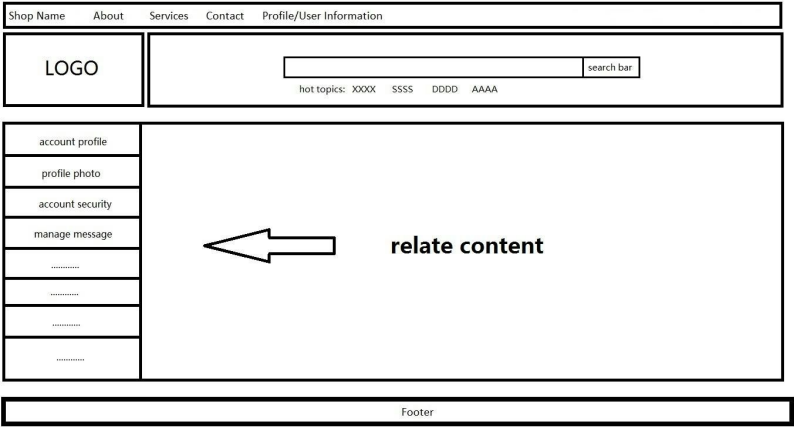 Shop Name About Services Contact Profile/User Information
LOGO
search bar
hot topics: XXXX SSSS DDDD AAAA
account profile
profile photo
account security
manage message
............
............
............
............
relate content
Footer